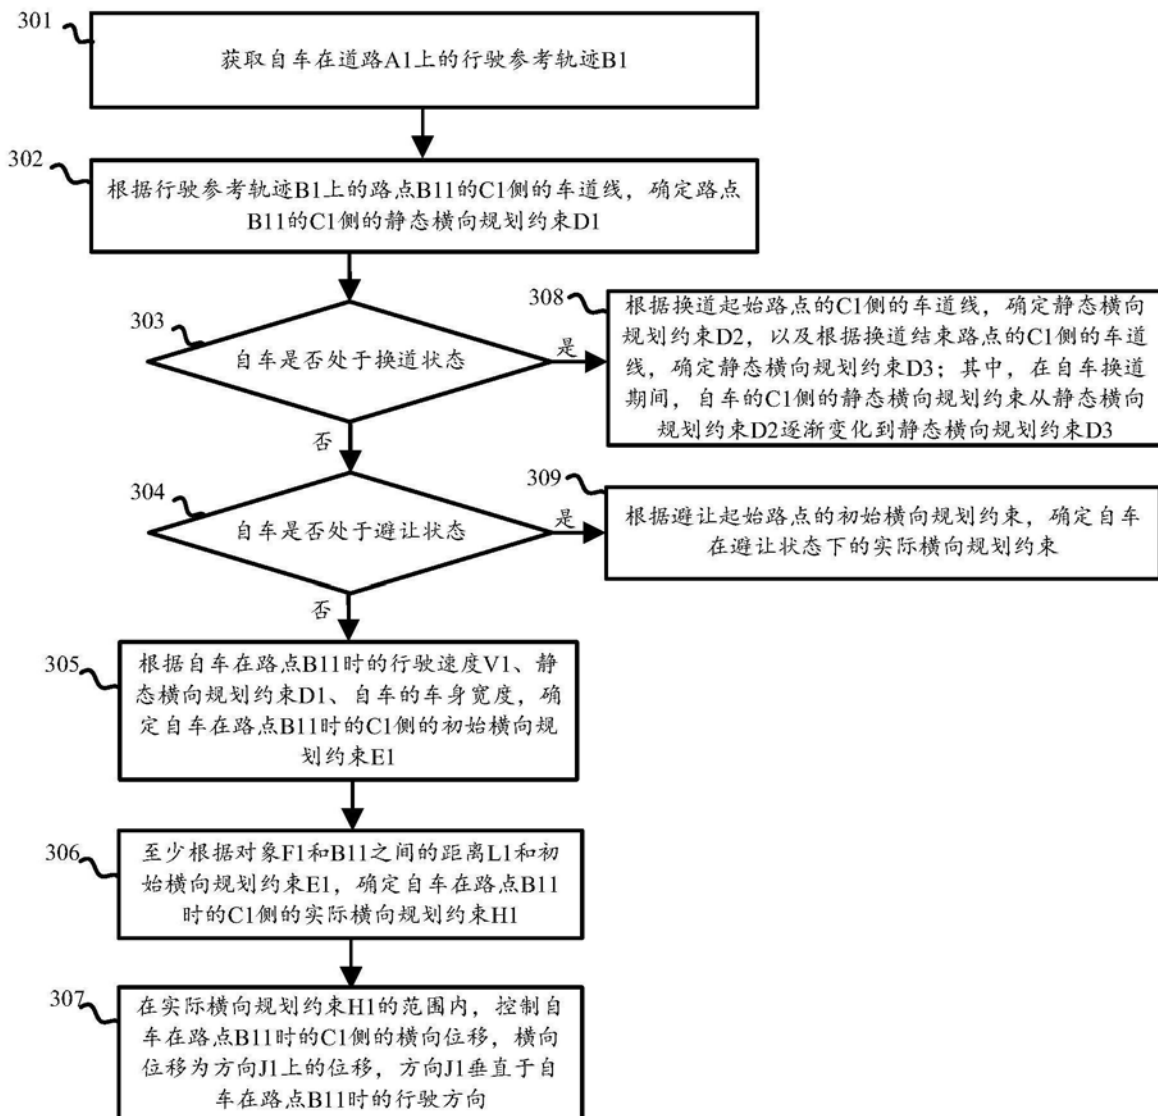 301
获取自车在道路A1上的行驶参考轨迹B1
302
根据行驶参考轨迹B1上的路点B11的C1侧的车道线，确定路点
B11的C1侧的静态横向规划约束D1
303
自车是否处于换道状态
是
308
根据换道起始路点的C1侧的车道线，确定静态横向
规划约束D2，以及根据换道结束路点的C1侧的车道
线，确定静态横向规划约束D3；其中，在自车换道
期间，自车的C1侧的静态横向规划约束从静态横向
规划约束D2逐渐变化到静态横向规划约束D3
否
304
自车是否处于避让状态
是
309
根据避让起始路点的初始横向规划约束，确定自车
在避让状态下的实际横向规划约束
否
305
根据自车在路点B11时的行驶速度V1、静
态横向规划约束D1、自车的车身宽度，确
定自车在路点B11时的C1侧的初始横向规
划约束E1
306
至少根据对象F1和B11之间的距离L1和初
始横向规划约束E1，确定自车在路点B11
时的C1侧的实际横向规划约束H1
307
在实际横向规划约束H1的范围内，控制自
车在路点B11时的C1侧的横向位移，横向
位移为方向J1上的位移，方向J1垂直于自
车在路点B11时的行驶方向